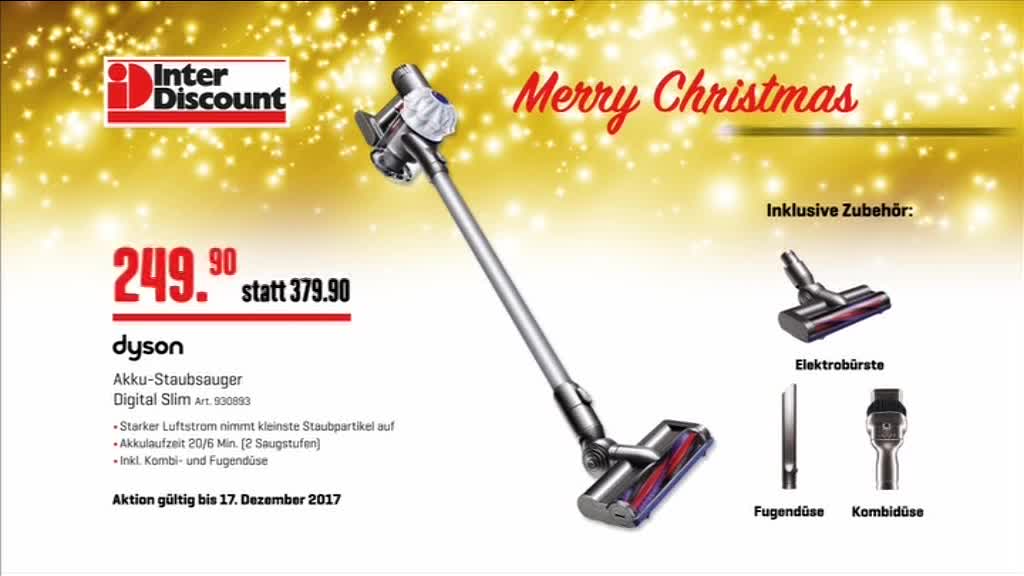 iD Inter
Discount
Merry Christmas
Inklusive Zubehör:
249.90 statt 379.90
dyson
Akku-Staubsauger
Digital Slim Art. 930893
• Starker Luftstrom nimmt kleinste Staubpartikel auf
• Akkulaufzeit 20/6 Min. (2 Saugstufen)
• Inkl. Kombi- und Fugendüse
Aktion gültig bis 17. Dezember 2017
Elektrobürste
Fugendüse Kombidüse